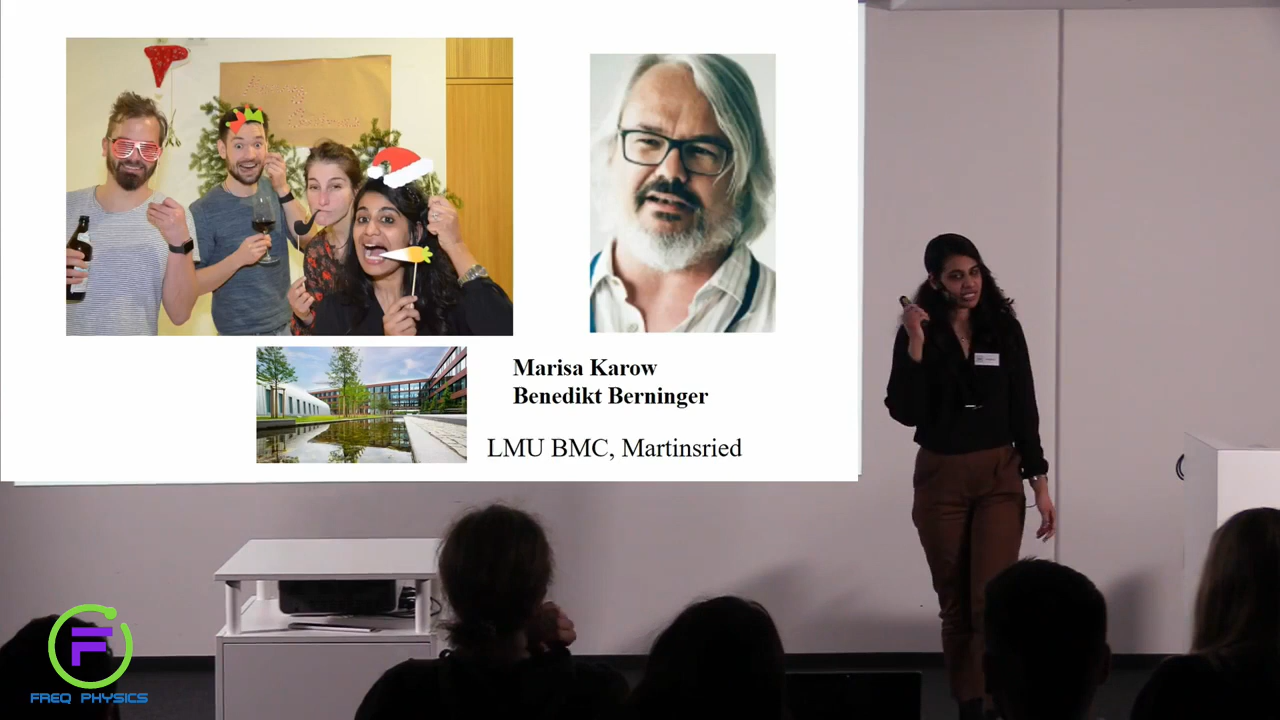 Marisa Karow
Benedikt Berninger
LMU BMC, Martinsried
FREQ PHYSICS